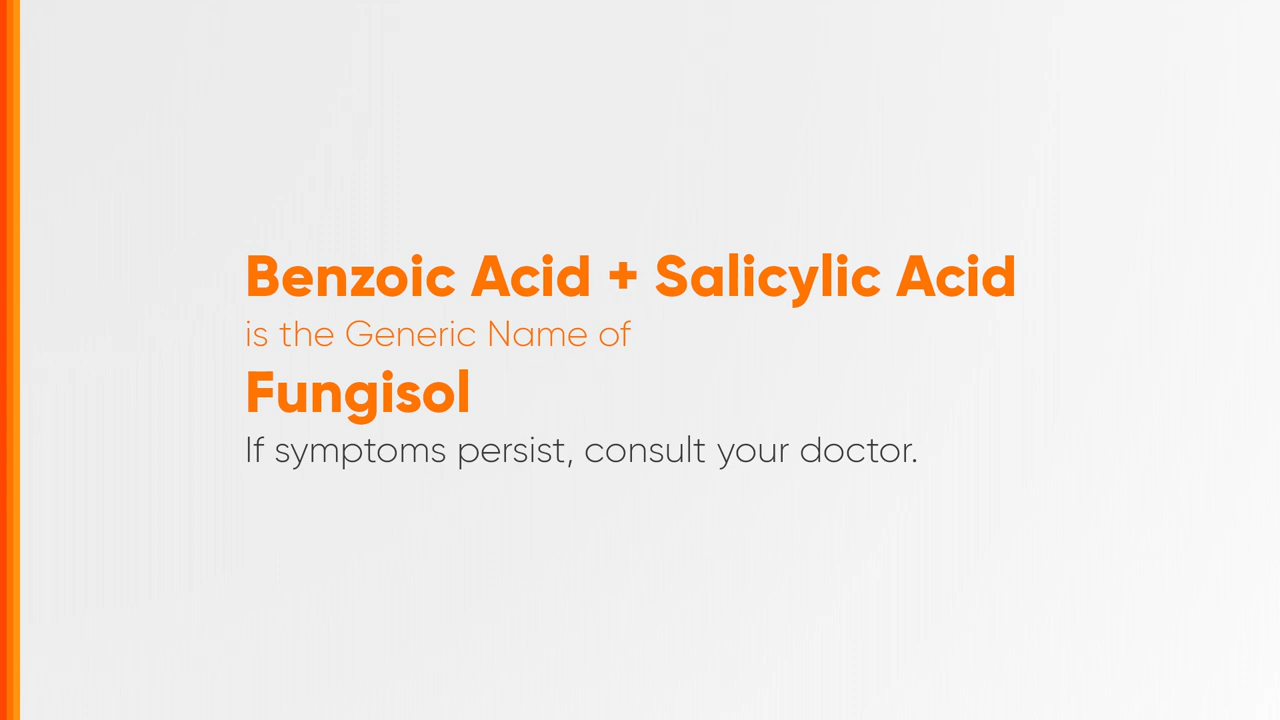 Benzoic Acid + Salicylic Acid
is the Generic Name of
Fungisol
If symptoms persist, consult your doctor.